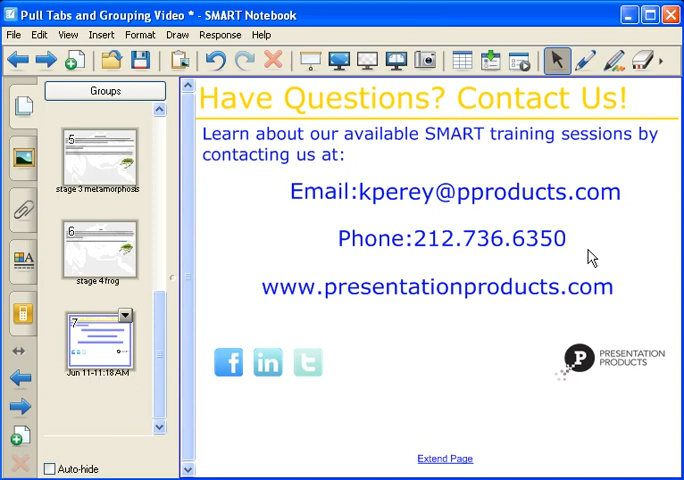 Pull Tabs and Grouping Video * - SMART Notebook
File Edit View Insert Format Draw Response Help
Groups
5
stage 3 metamorphosis
6
stage 4 frog
7
Jun 11-11:18 AM
Auto-hide
Have Questions? Contact Us!
Learn about our available SMART training sessions by
contacting us at:
Email:kperey@pproducts.com
Phone:212.736.6350
www.presentationproducts.com
f in t
P PRESENTATION
PRODUCTS
Extend Page